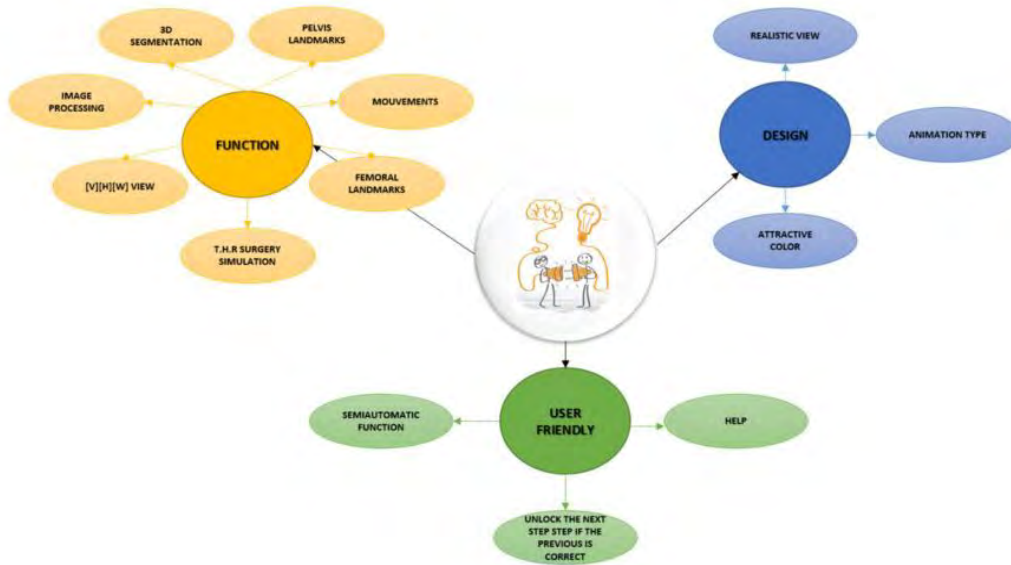 3D
SEGMENTATION
PELVIS
LANDMARKS
IMAGE
PROCESSING
MOUVEMENTS
FUNCTION
[V][H][W] VIEW
FEMORAL
LANDMARKS
T.H.R SURGERY
SIMULATION
REALISTIC VIEW
DESIGN
ANIMATION TYPE
ATTRACTIVE
COLOR
SEMIAUTOMATIC
FUNCTION
USER
FRIENDLY
HELP
UNLOCK THE NEXT
STEP STEP IF THE
PREVIOUS IS
CORRECT